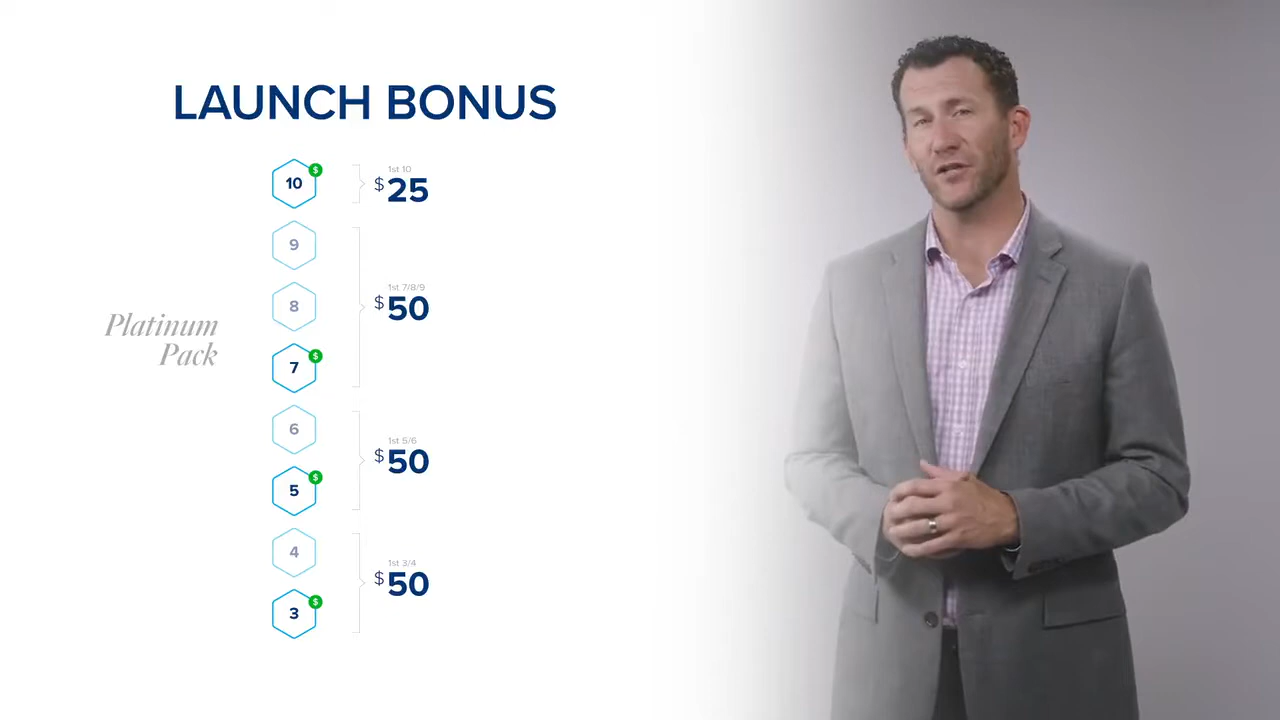 LAUNCH BONUS
10 $
1st 10
$25
9
1st 7/8/9
$50
8
Platinum
Pack
7 $
6
1st 5/6
$50
5 $
4
1st 3/4
$50
3 $